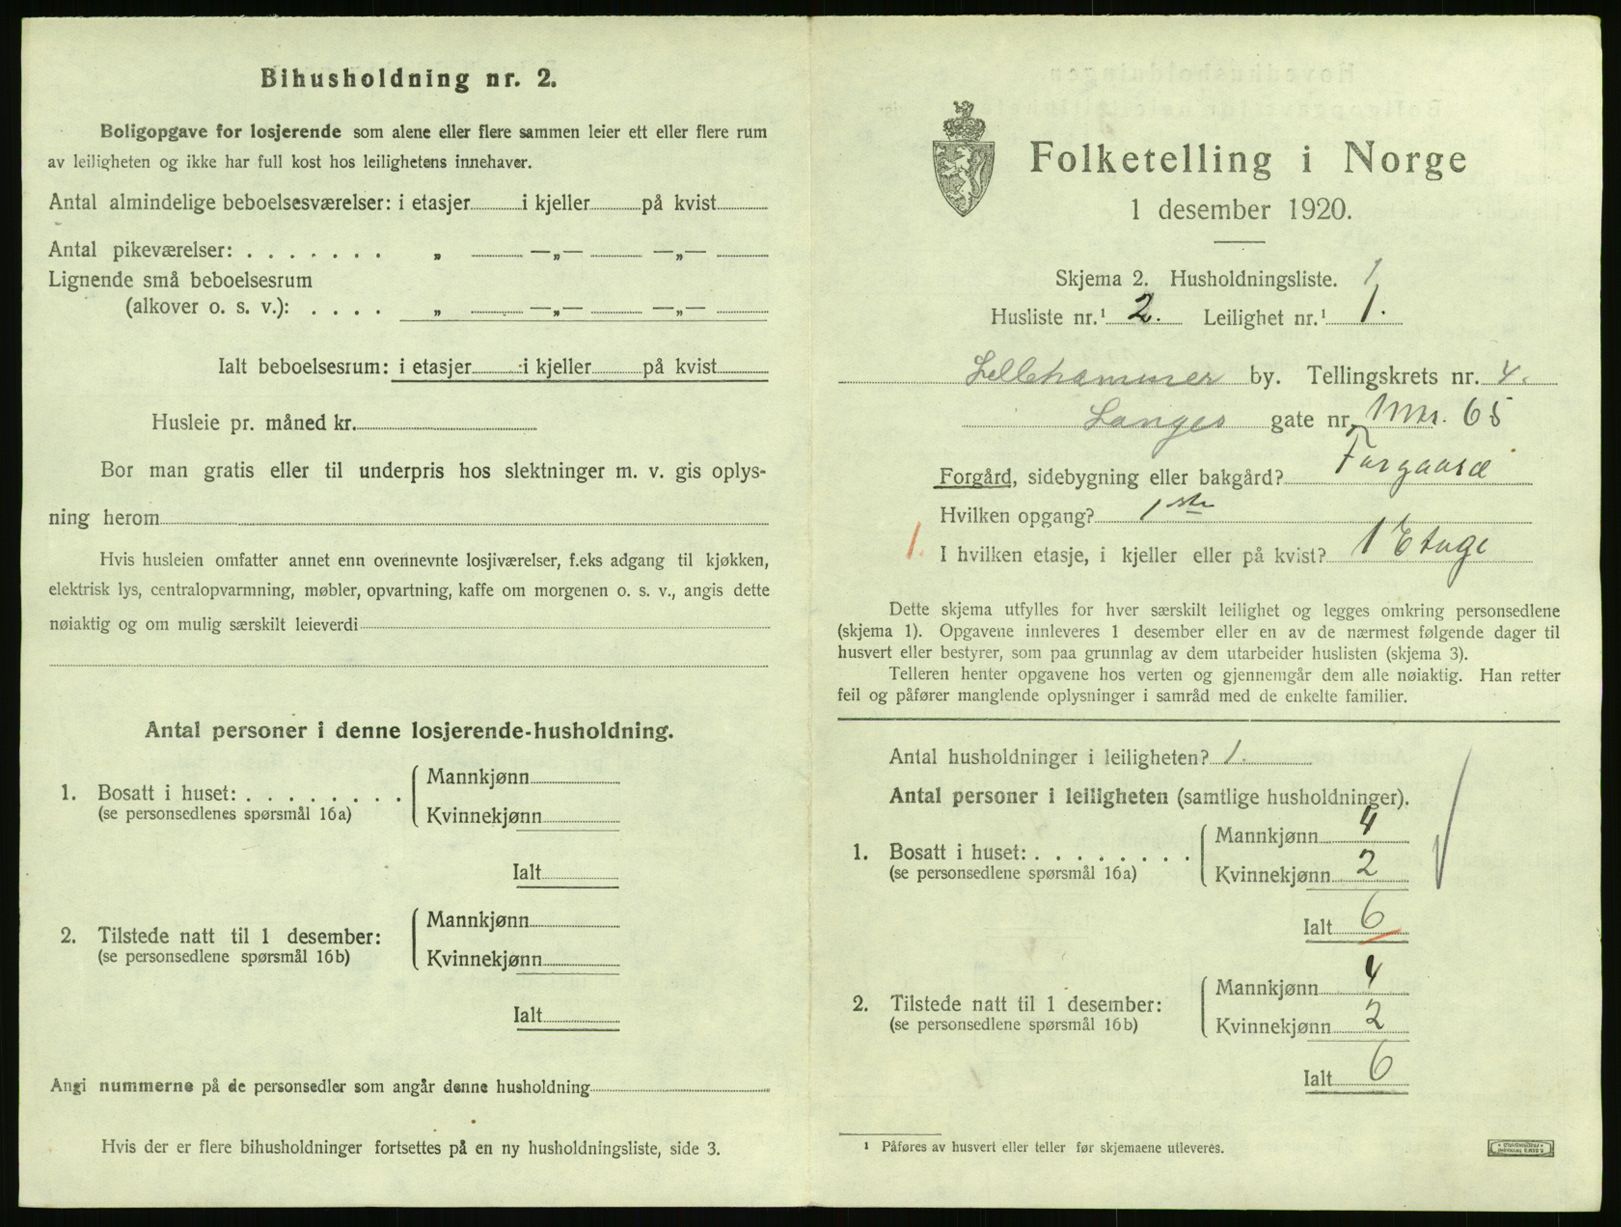 Bihusholdning nr. 2.
Boligopgave for losjerende som alene eller flere sammen leier ett eller flere rum
av leiligheten og ikke har full kost hos leilighetens innehaver.
Antal almindelige beboelsesværelser: i etasjer i kjeller på kvist
Antal pikeværelser: . . . . . . . „ —„— —„—
Lignende små beboelsesrum
(alkover o. s. v.): . . . . „ —„— —„—
Ialt beboelsesrum: i etasjer i kjeller på kvist
Husleie pr. måned kr.
Bor man gratis eller til underpris hos slektninger m. v. gis oplys-
ning herom
Hvis husleien omfatter annet enn ovennevnte losjiværelser, f.eks adgang til kjøkken,
elektrisk lys, centralopvarmning, møbler, opvartning, kaffe om morgenen o. s. v., angis dette
nøiaktig og om mulig særskilt leieverdi
Antal personer i denne losjerende-husholdning.
1. Bosatt i huset: . . . . . . . . Mannkjønn
(se personsedlenes spørsmål 16a) Kvinnekjønn
Ialt
2. Tilstede natt til 1 desember: Mannkjønn
(se personsedlene spørsmål 16b) Kvinnekjønn
Ialt
Angi nummerne på de personsedler som angår denne husholdning
Hvis der er flere bihusholdninger fortsettes på en ny husholdningsliste, side 3.
Folketelling i Norge
1 desember 1920.
Skjema 2. Husholdningsliste. 1
Husliste nr.¹ 2. Leilighet nr.¹ 1.
Lillehammer by. Tellingskrets nr. 4.
Langes gate nr. Mnr. 65
Forgård, sidebygning eller bakgård? Forgaard
Hvilken opgang? 1ste
1. I hvilken etasje, i kjeller eller på kvist? 1 Etage
Dette skjema utfylles for hver særskilt leilighet og legges omkring personsedlene
(skjema 1). Opgavene innleveres 1 desember eller en av de nærmest følgende dager til
husvert eller bestyrer, som paa grunnlag av dem utarbeider huslisten (skjema 3).
Telleren henter opgavene hos verten og gjennemgår dem alle nøiaktig. Han retter
feil og påfører manglende oplysninger i samråd med de enkelte familier.
Antal husholdninger i leiligheten? 1.
Antal personer i leiligheten (samtlige husholdninger).
1. Bosatt i huset: . . . . . . . . Mannkjønn 4
(se personsedlene spørsmål 16a) Kvinnekjønn 2
Ialt 6
2. Tilstede natt til 1 desember: Mannkjønn 4
(se personsedlene spørsmål 16b) Kvinnekjønn 2
Ialt 6
¹ Påføres av husvert eller teller før skjemaene utleveres.